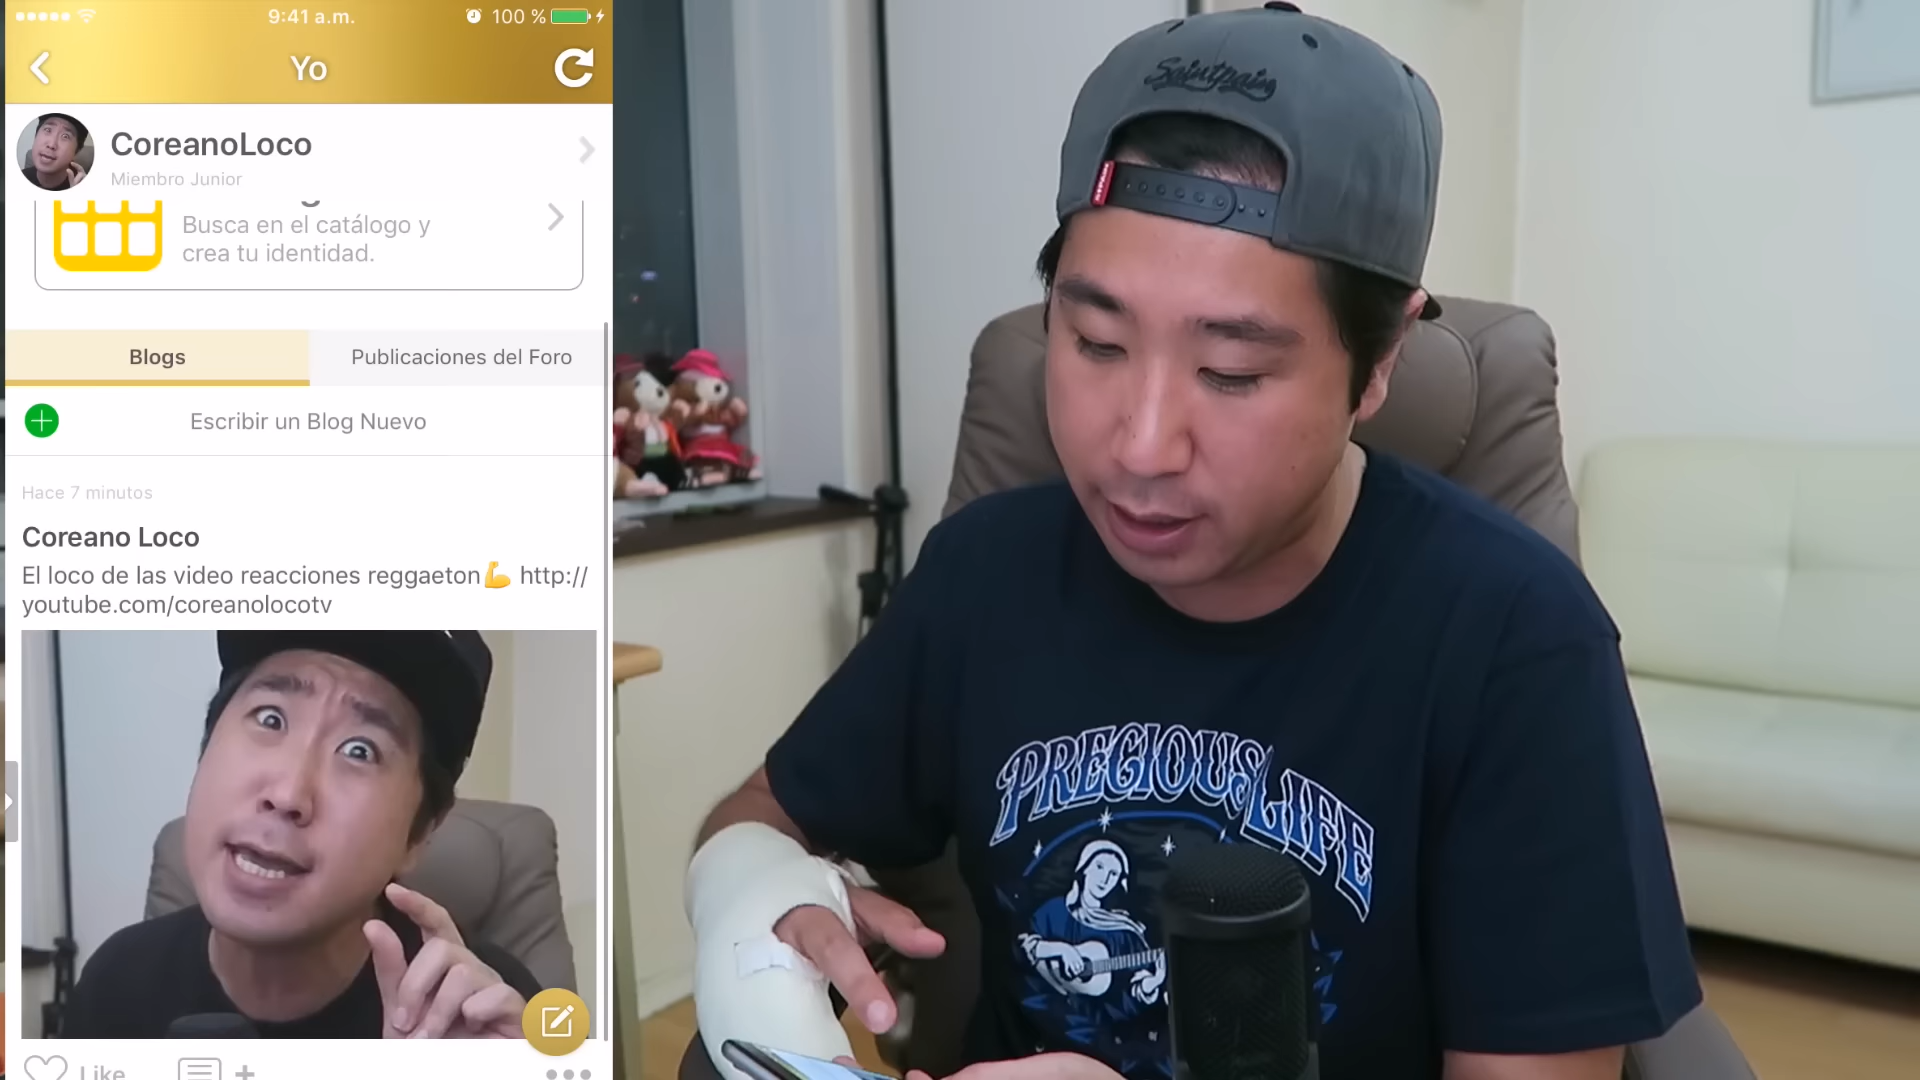 9:41 a.m.
100 %
Yo
CoreanoLoco
Miembro Junior
Busca en el catálogo y
crea tu identidad.
Blogs
Publicaciones del Foro
Escribir un Blog Nuevo
Hace 7 minutos
Coreano Loco
El loco de las video reacciones reggaeton💪 http://
youtube.com/coreanolocotv
Like
Saintpain
PRECIOUS LIFE